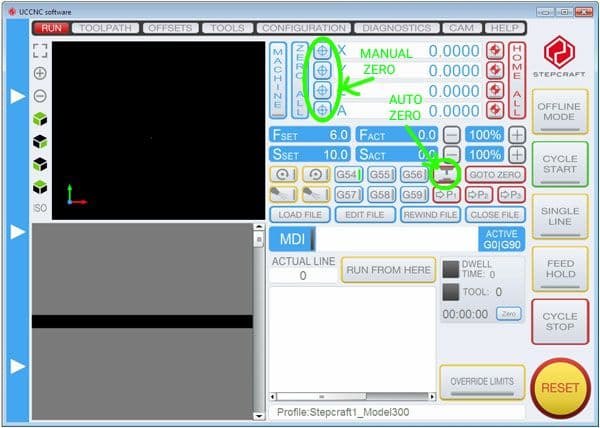 UCCNC software
RUN TOOLPATH OFFSETS TOOLS CONFIGURATION DIAGNOSTICS CAM HELP
MACHINE
ZERO ALL
HOME ALL
X 0.0000
Y 0.0000
Z 0.0000
A 0.0000
MANUAL
ZERO
AUTO
ZERO
STEPCRAFT
FSET 6.0 FACT 0.0 100%
SSET 10.0 SACT 0.0 100%
G54 G55 G56 GOTO ZERO
G57 G58 G59 P1 P2 P3
LOAD FILE EDIT FILE REWIND FILE CLOSE FILE
MDI
ACTIVE
G0|G90
ACTUAL LINE
0
RUN FROM HERE
DWELL
TIME: 0
TOOL: 0
00:00:00 Zero
OVERRIDE LIMITS
Profile:Stepcraft1_Model300
ISO
OFFLINE
MODE
CYCLE
START
SINGLE
LINE
FEED
HOLD
CYCLE
STOP
RESET